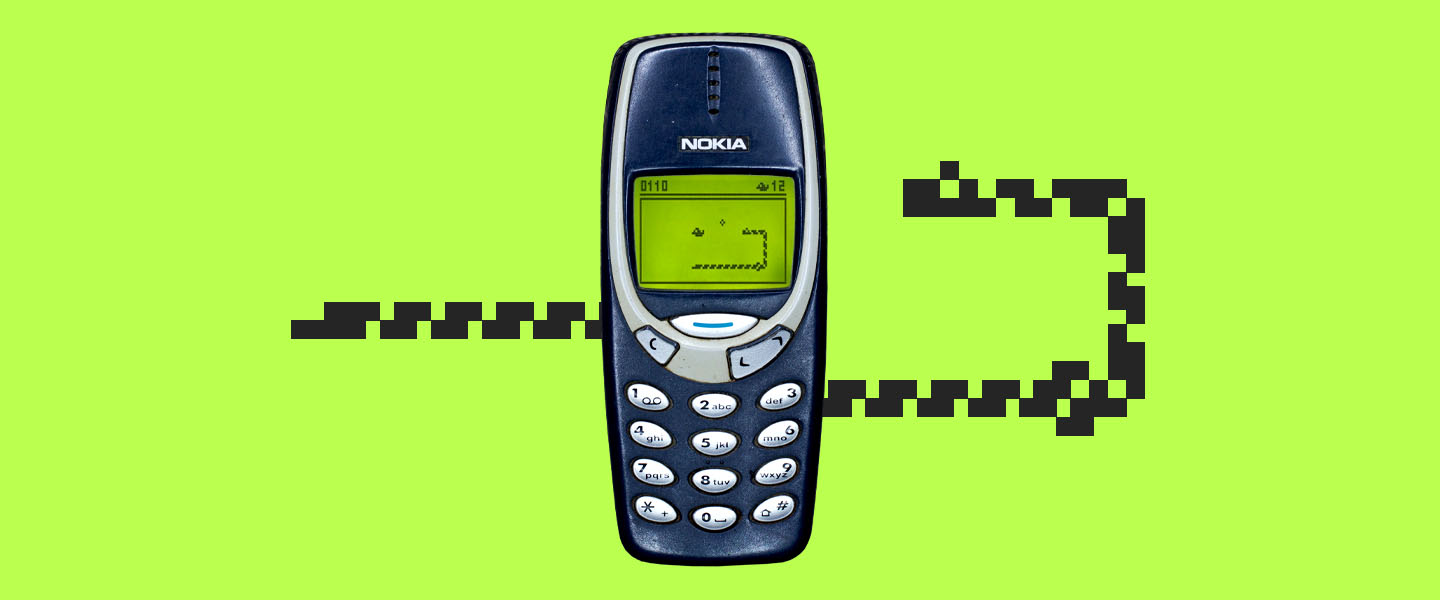 NOKIA
0110 12
1
2 abc
def 3
4 ghi
5 jkl
mno 6
7 pqrs
8 tuv
wxyz 9
* +
0
#